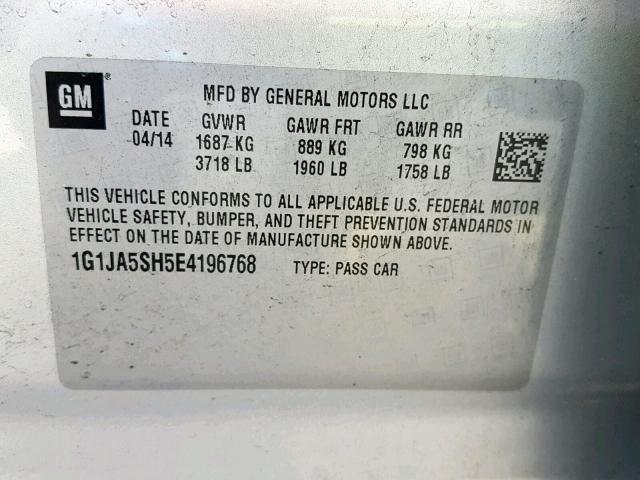 GM ®
MFD BY GENERAL MOTORS LLC
DATE GVWR GAWR FRT GAWR RR
04/14 1687 KG 889 KG 798 KG
3718 LB 1960 LB 1758 LB
THIS VEHICLE CONFORMS TO ALL APPLICABLE U.S. FEDERAL MOTOR
VEHICLE SAFETY, BUMPER, AND THEFT PREVENTION STANDARDS IN
EFFECT ON THE DATE OF MANUFACTURE SHOWN ABOVE.
1G1JA5SH5E4196768 TYPE: PASS CAR